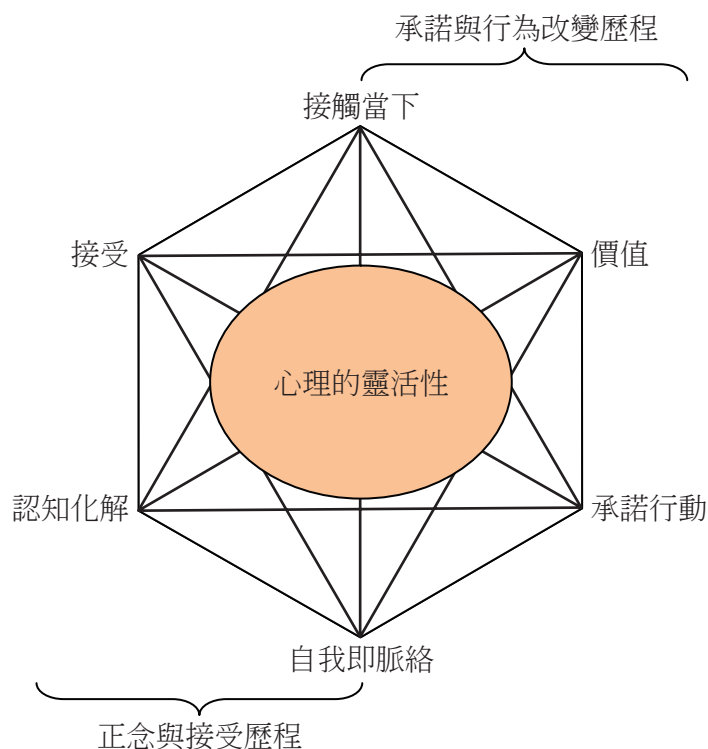 承諾與行為改變歷程
接觸當下
接受
價值
心理的靈活性
認知化解
承諾行動
自我即脈絡
正念與接受歷程